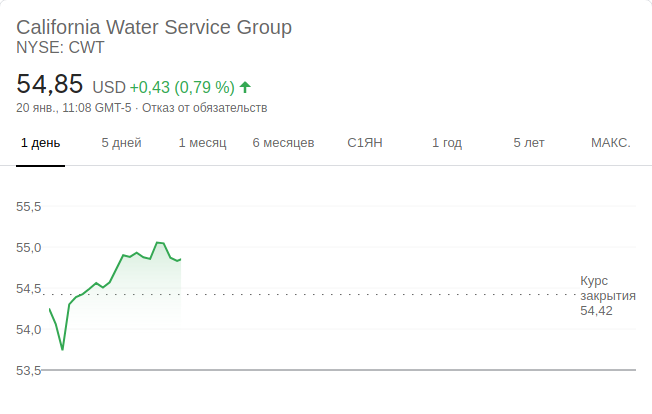 California Water Service Group
NYSE: CWT
54,85 USD +0,43 (0,79 %)
20 янв., 11:08 GMT-5 · Отказ от обязательств
1 день 5 дней 1 месяц 6 месяцев С1ЯН 1 год 5 лет МАКС.
55,5
55,0
54,5
54,0
53,5
Курс
закрытия
54,42